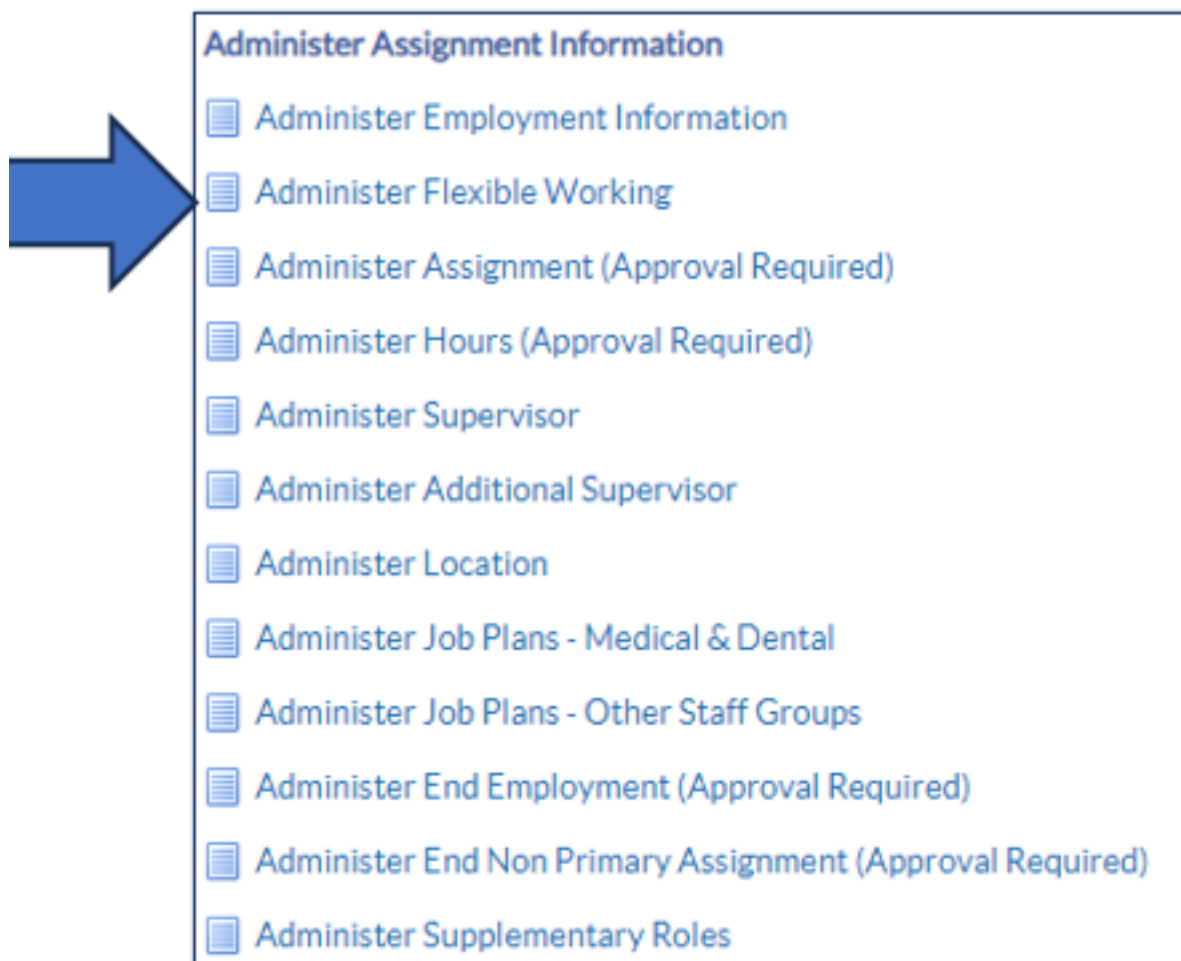 Administer Assignment Information
Administer Employment Information
Administer Flexible Working
Administer Assignment (Approval Required)
Administer Hours (Approval Required)
Administer Supervisor
Administer Additional Supervisor
Administer Location
Administer Job Plans - Medical & Dental
Administer Job Plans - Other Staff Groups
Administer End Employment (Approval Required)
Administer End Non Primary Assignment (Approval Required)
Administer Supplementary Roles